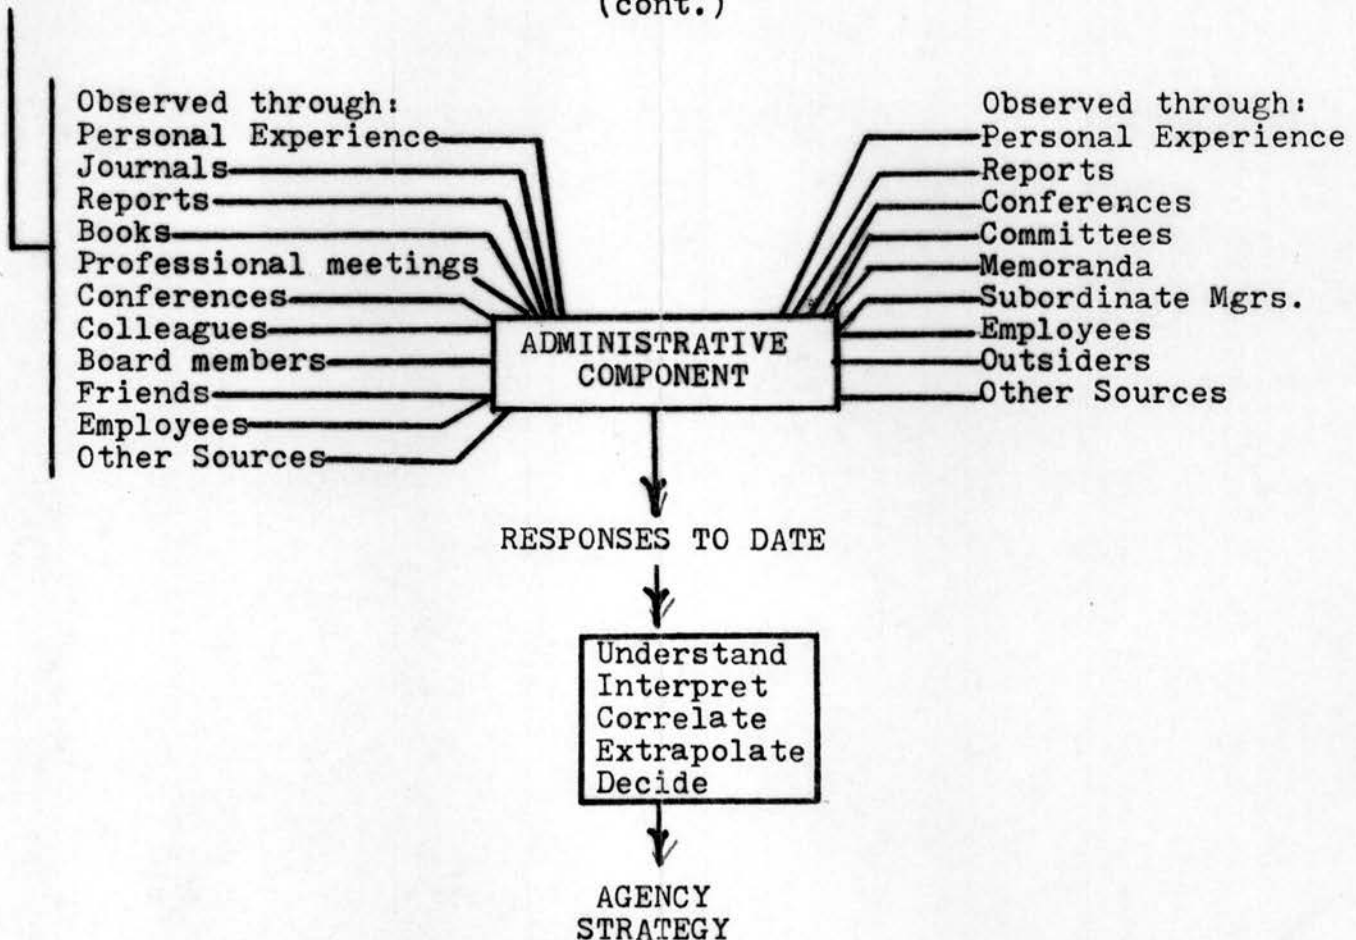 (cont.)
Observed through:
Personal Experience
Journals
Reports
Books
Professional meetings
Conferences
Colleagues
Board members
Friends
Employees
Other Sources
Observed through:
Personal Experience
Reports
Conferences
Committees
Memoranda
Subordinate Mgrs.
Employees
Outsiders
Other Sources
ADMINISTRATIVE
COMPONENT
RESPONSES TO DATE
Understand
Interpret
Correlate
Extrapolate
Decide
AGENCY
STRATEGY